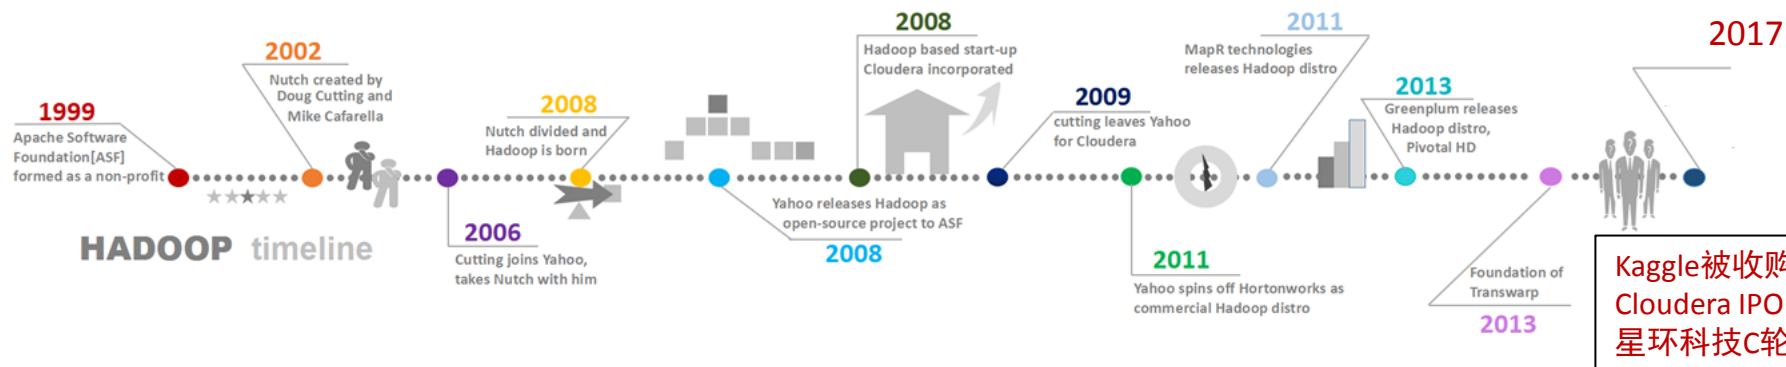 1999
Apache Software
Foundation[ASF]
formed as a non-profit
2002
Nutch created by
Doug Cutting and
Mike Cafarella
HADOOP timeline
2006
Cutting joins Yahoo,
takes Nutch with him
2008
Nutch divided and
Hadoop is born
Yahoo releases Hadoop as
open-source project to ASF
2008
2008
Hadoop based start-up
Cloudera incorporated
2009
cutting leaves Yahoo
for Cloudera
2011
Yahoo spins off Hortonworks as
commercial Hadoop distro
2011
MapR technologies
releases Hadoop distro
2013
Greenplum releases
Hadoop distro,
Pivotal HD
Foundation of
Transwarp
2013
2017
Kaggle被收购
Cloudera IPO
星环科技C轮